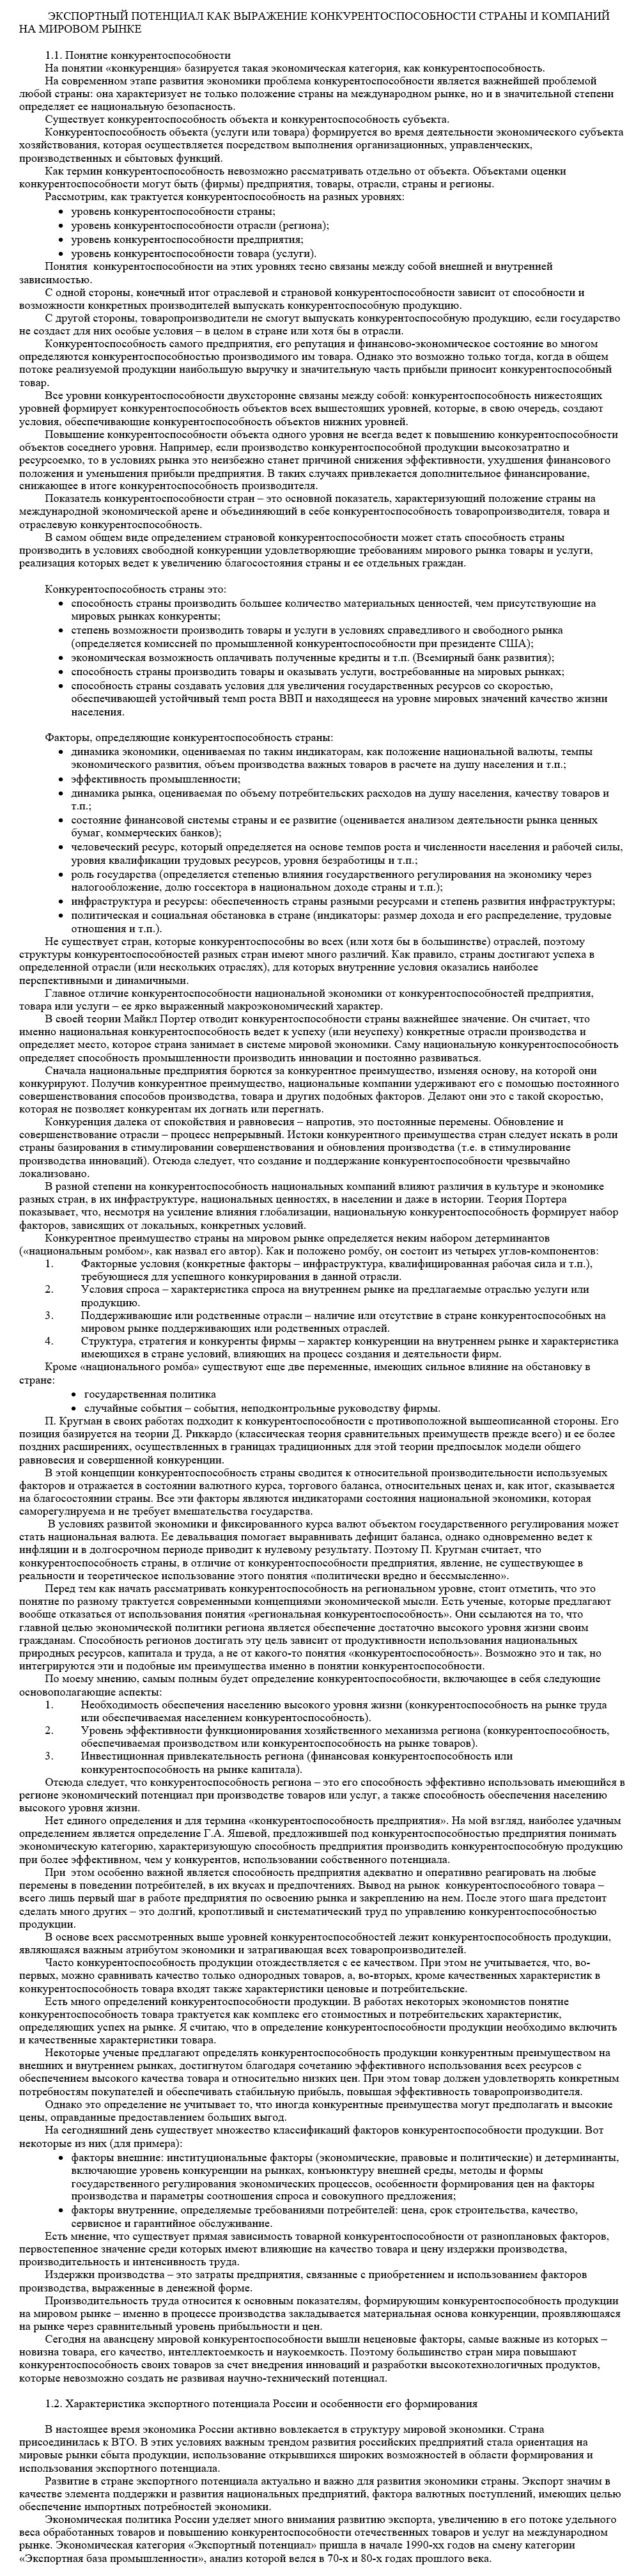 ЭКСПОРТНЫЙ ПОТЕНЦИАЛ КАК ВЫРАЖЕНИЕ КОНКУРЕНТОСПОСОБНОСТИ СТРАНЫ И КОМПАНИЙ
НА МИРОВОМ РЫНКЕ
1.1. Понятие конкурентоспособности
На понятии «конкуренция» базируется такая экономическая категория, как конкурентоспособность.
На современном этапе развития экономики проблема конкурентоспособности является важнейшей проблемой
любой страны: она характеризует не только положение страны на международном рынке, но и в значительной степени
определяет ее национальную безопасность.
Существует конкурентоспособность объекта и конкурентоспособность субъекта.
Конкурентоспособность объекта (услуги или товара) формируется во время деятельности экономического субъекта
хозяйствования, которая осуществляется посредством выполнения организационных, управленческих,
производственных и сбытовых функций.
Как термин конкурентоспособность невозможно рассматривать отдельно от объекта. Объектами оценки
конкурентоспособности могут быть (фирмы) предприятия, товары, отрасли, страны и регионы.
Рассмотрим, как трактуется конкурентоспособность на разных уровнях:
• уровень конкурентоспособности страны;
• уровень конкурентоспособности отрасли (региона);
• уровень конкурентоспособности предприятия;
• уровень конкурентоспособности товара (услуги).
Понятия конкурентоспособности на этих уровнях тесно связаны между собой внешней и внутренней
зависимостью.
С одной стороны, конечный итог отраслевой и страновой конкурентоспособности зависит от способности и
возможности конкретных производителей выпускать конкурентоспособную продукцию.
С другой стороны, товаропроизводители не смогут выпускать конкурентоспособную продукцию, если государство
не создаст для них особые условия – в целом в стране или хотя бы в отрасли.
Конкурентоспособность самого предприятия, его репутация и финансово-экономическое состояние во многом
определяются конкурентоспособностью производимого им товара. Однако это возможно только тогда, когда в общем
потоке реализуемой продукции наибольшую выручку и значительную часть прибыли приносит конкурентоспособный
товар.
Все уровни конкурентоспособности двухсторонне связаны между собой: конкурентоспособность нижестоящих
уровней формирует конкурентоспособность объектов всех вышестоящих уровней, которые, в свою очередь, создают
условия, обеспечивающие конкурентоспособность объектов нижних уровней.
Повышение конкурентоспособности объекта одного уровня не всегда ведет к повышению конкурентоспособности
объектов соседнего уровня. Например, если производство конкурентоспособной продукции высокозатратно и
ресурсоемко, то в условиях рынка это неизбежно станет причиной снижения эффективности, ухудшения финансового
положения и уменьшения прибыли предприятия. В таких случаях привлекается дополнительное финансирование,
снижающее в итоге конкурентоспособность производителя.
Показатель конкурентоспособности стран – это основной показатель, характеризующий положение страны на
международной экономической арене и объединяющий в себе конкурентоспособность товаропроизводителя, товара и
отраслевую конкурентоспособность.
В самом общем виде определением страновой конкурентоспособности может стать способность страны
производить в условиях свободной конкуренции удовлетворяющие требованиям мирового рынка товары и услуги,
реализация которых ведет к увеличению благосостояния страны и ее отдельных граждан.
Конкурентоспособность страны это:
• способность страны производить большее количество материальных ценностей, чем присутствующие на
мировых рынках конкуренты;
• степень возможности производить товары и услуги в условиях справедливого и свободного рынка
(определяется комиссией по промышленной конкурентоспособности при президенте США);
• экономическая возможность оплачивать полученные кредиты и т.п. (Всемирный банк развития);
• способность страны производить товары и оказывать услуги, востребованные на мировых рынках;
• способность страны создавать условия для увеличения государственных ресурсов со скоростью,
обеспечивающей устойчивый темп роста ВВП и находящееся на уровне мировых значений качество жизни
населения.
Факторы, определяющие конкурентоспособность страны:
• динамика экономики, оцениваемая по таким индикаторам, как положение национальной валюты, темпы
экономического развития, объем производства важных товаров в расчете на душу населения и т.п.;
• эффективность промышленности;
• динамика рынка, оцениваемая по объему потребительских расходов на душу населения, качеству товаров и
т.п.;
• состояние финансовой системы страны и ее развитие (оценивается анализом деятельности рынка ценных
бумаг, коммерческих банков);
• человеческий ресурс, который определяется на основе темпов роста и численности населения и рабочей силы,
уровня квалификации трудовых ресурсов, уровня безработицы и т.п.;
• роль государства (определяется степенью влияния государственного регулирования на экономику через
налогообложение, долю госсектора в национальном доходе страны и т.п.);
• инфраструктура и ресурсы: обеспеченность страны разными ресурсами и степень развития инфраструктуры;
• политическая и социальная обстановка в стране (индикаторы: размер дохода и его распределение, трудовые
отношения и т.п.).
Не существует стран, которые конкурентоспособны во всех (или хотя бы в большинстве) отраслей, поэтому
структуры конкурентоспособностей разных стран имеют много различий. Как правило, страны достигают успеха в
определенной отрасли (или нескольких отраслях), для которых внутренние условия оказались наиболее
перспективными и динамичными.
Главное отличие конкурентоспособности национальной экономики от конкурентоспособностей предприятия,
товара или услуги – ее ярко выраженный макроэкономический характер.
В своей теории Майкл Портер отводит конкурентоспособности страны важнейшее значение. Он считает, что
именно национальная конкурентоспособность ведет к успеху (или неуспеху) конкретные отрасли производства и
определяет место, которое страна занимает в системе мировой экономики. Саму национальную конкурентоспособность
определяет способность промышленности производить инновации и постоянно развиваться.
Сначала национальные предприятия борются за конкурентное преимущество, изменяя основу, на которой они
конкурируют. Получив конкурентное преимущество, национальные компании удерживают его с помощью постоянного
совершенствования способов производства, товара и других подобных факторов. Делают они это с такой скоростью,
которая не позволяет конкурентам их догнать или перегнать.
Конкуренция далека от спокойствия и равновесия – напротив, это постоянные перемены. Обновление и
совершенствование отрасли – процесс непрерывный. Истоки конкурентного преимущества стран следует искать в роли
страны базирования в стимулировании совершенствования и обновления производства (т.е. в стимулирование
производства инноваций). Отсюда следует, что создание и поддержание конкурентоспособности чрезвычайно
локализовано.
В разной степени на конкурентоспособность национальных компаний влияют различия в культуре и экономике
разных стран, в их инфраструктуре, национальных ценностях, в населении и даже в истории. Теория Портера
показывает, что, несмотря на усиление влияния глобализации, национальную конкурентоспособность формирует набор
факторов, зависящих от локальных, конкретных условий.
Конкурентное преимущество страны на мировом рынке определяется неким набором детерминантов
(«национальным ромбом», как назвал его автор). Как и положено ромбу, он состоит из четырех углов-компонентов:
1. Факторные условия (конкретные факторы – инфраструктура, квалифицированная рабочая сила и т.п.),
требующиеся для успешного конкурирования в данной отрасли.
2. Условия спроса – характеристика спроса на внутреннем рынке на предлагаемые отраслью услугу или
продукцию.
3. Поддерживающие или родственные отрасли – наличие или отсутствие в стране конкурентоспособных на
мировом рынке поддерживающих или родственных отраслей.
4. Структура, стратегия и конкуренты фирмы – характер конкуренции на внутреннем рынке и характеристика
имеющихся в стране условий, влияющих на процесс создания и деятельности фирм.
Кроме «национального ромба» существуют еще две переменные, имеющих сильное влияние на обстановку в
стране:
• государственная политика
• случайные события – события, неподконтрольные руководству фирмы.
П. Кругман в своих работах подходит к конкурентоспособности с противоположной вышеописанной стороны. Его
позиция базируется на теории Д. Риккардо (классическая теория сравнительных преимуществ прежде всего) и ее более
поздних расширениях, осуществленных в границах традиционных для этой теории предпосылок модели общего
равновесия и совершенной конкуренции.
В этой концепции конкурентоспособность страны сводится к относительной производительности используемых
факторов и отражается в состоянии валютного курса, торгового баланса, относительных ценах и, как итог, сказывается
на благосостоянии страны. Все эти факторы являются индикаторами состояния национальной экономики, которая
саморегулируема и не требует вмешательства государства.
В условиях развитой экономики и фиксированного курса валют объектом государственного регулирования может
стать национальная валюта. Ее девальвация помогает выравнивать дефицит баланса, однако одновременно ведет к
инфляции и в долгосрочном периоде приводит к нулевому результату. Поэтому П. Кругман считает, что
конкурентоспособность страны, в отличие от конкурентоспособности предприятия, явление, не существующее в
реальности и теоретическое использование этого понятия «политически вредно и бессмысленно».
Перед тем как начать рассматривать конкурентоспособность на региональном уровне, стоит отметить, что это
понятие по разному трактуется современными концепциями экономической мысли. Есть ученые, которые предлагают
вообще отказаться от использования понятия «региональная конкурентоспособность». Они ссылаются на то, что
главной целью экономической политики региона является обеспечение достаточно высокого уровня жизни своим
гражданам. Способность регионов достигать эту цель зависит от продуктивности использования национальных
природных ресурсов, капитала и труда, а не от какого-то понятия «конкурентоспособность». Возможно это и так, но
интегрируются эти и подобные им преимущества именно в понятии конкурентоспособности.
По моему мнению, самым полным будет определение конкурентоспособности, включающее в себя следующие
основополагающие аспекты:
1. Необходимость обеспечения населению высокого уровня жизни (конкурентоспособность на рынке труда
или обеспечиваемая населением конкурентоспособность).
2. Уровень эффективности функционирования хозяйственного механизма региона (конкурентоспособность,
обеспечиваемая производством или конкурентоспособность на рынке товаров).
3. Инвестиционная привлекательность региона (финансовая конкурентоспособность или
конкурентоспособность на рынке капитала).
Отсюда следует, что конкурентоспособность региона – это его способность эффективно использовать имеющийся в
регионе экономический потенциал при производстве товаров или услуг, а также способность обеспечения населению
высокого уровня жизни.
Нет единого определения и для термина «конкурентоспособность предприятия». На мой взгляд, наиболее удачным
определением является определение Г.А. Яшевой, предложившей под конкурентоспособностью предприятия понимать
экономическую категорию, характеризующую способность предприятия производить конкурентоспособную продукцию
при более эффективном, чем у конкурентов, использовании собственного потенциала.
При этом особенно важной является способность предприятия адекватно и оперативно реагировать на любые
перемены в поведении потребителей, в их вкусах и предпочтениях. Вывод на рынок конкурентоспособного товара –
всего лишь первый шаг в работе предприятия по освоению рынка и закреплению на нем. После этого шага предстоит
сделать много других – это долгий, кропотливый и систематический труд по управлению конкурентоспособностью
продукции.
В основе всех рассмотренных выше уровней конкурентоспособностей лежит конкурентоспособность продукции,
являющаяся важным атрибутом экономики и затрагивающая всех товаропроизводителей.
Часто конкурентоспособность продукции отождествляется с ее качеством. При этом не учитывается, что, во-
первых, можно сравнивать качество только однородных товаров, а, во-вторых, кроме качественных характеристик в
конкурентоспособность товара входят также характеристики ценовые и потребительские.
Есть много определений конкурентоспособности продукции. В работах некоторых экономистов понятие
конкурентоспособность товара трактуется как комплекс его стоимостных и потребительских характеристик,
определяющих успех на рынке. Я считаю, что в определение конкурентоспособности продукции необходимо включить
и качественные характеристики товара.
Некоторые ученые предлагают определять конкурентоспособность продукции конкурентным преимуществом на
внешних и внутреннем рынках, достигнутом благодаря сочетанию эффективного использования всех ресурсов с
обеспечением высокого качества товара и относительно низких цен. При этом товар должен удовлетворять конкретным
потребностям покупателей и обеспечивать стабильную прибыль, повышая эффективность товаропроизводителя.
Однако это определение не учитывает то, что иногда конкурентные преимущества могут предполагать и высокие
цены, оправданные предоставлением больших выгод.
На сегодняшний день существует множество классификаций факторов конкурентоспособности продукции. Вот
некоторые из них (для примера):
• факторы внешние: институциональные факторы (экономические, правовые и политические) и детерминанты,
включающие уровень конкуренции на рынках, конъюнктуру внешней среды, методы и формы
государственного регулирования экономических процессов, особенности формирования цен на факторы
производства и параметры соотношения спроса и совокупного предложения;
• факторы внутренние, определяемые требованиями потребителей: цена, срок строительства, качество,
сервисное и гарантийное обслуживание.
Есть мнение, что существует прямая зависимость товарной конкурентоспособности от разноплановых факторов,
первостепенное значение среди которых имеют влияющие на качество товара и цену издержки производства,
производительность и интенсивность труда.
Издержки производства – это затраты предприятия, связанные с приобретением и использованием факторов
производства, выраженные в денежной форме.
Производительность труда относится к основным показателям, формирующим конкурентоспособность продукции
на мировом рынке – именно в процессе производства закладывается материальная основа конкуренции, проявляющаяся
на рынке через сравнительный уровень прибыльности и цен.
Сегодня на авансцену мировой конкурентоспособности вышли неценовые факторы, самые важные из которых –
новизна товара, его качество, интеллектоемкость и наукоемкость. Поэтому большинство стран мира повышают
конкурентоспособность своих товаров за счет внедрения инноваций и разработки высокотехнологичных продуктов,
которые невозможно создать не развивая научно-технический потенциал.
1.2. Характеристика экспортного потенциала России и особенности его формирования
В настоящее время экономика России активно вовлекается в структуру мировой экономики. Страна
присоединилась к ВТО. В этих условиях важным трендом развития российских предприятий стала ориентация на
мировые рынки сбыта продукции, использование открывшихся широких возможностей в области формирования и
использования экспортного потенциала.
Развитие в стране экспортного потенциала актуально и важно для развития экономики страны. Экспорт значим в
качестве элемента поддержки и развития национальных предприятий, фактора валютных поступлений, имеющих целью
обеспечение импортных потребностей экономики.
Экономическая политика России уделяет много внимания развитию экспорта, увеличению в его потоке удельного
веса обработанных товаров и повышению конкурентоспособности отечественных товаров и услуг на международном
рынке. Экономическая категория «Экспортный потенциал» пришла в начале 1990-хх годов на смену категории
«Экспортная база промышленности», анализ которой велся в 70-х и 80-х годах прошлого века.